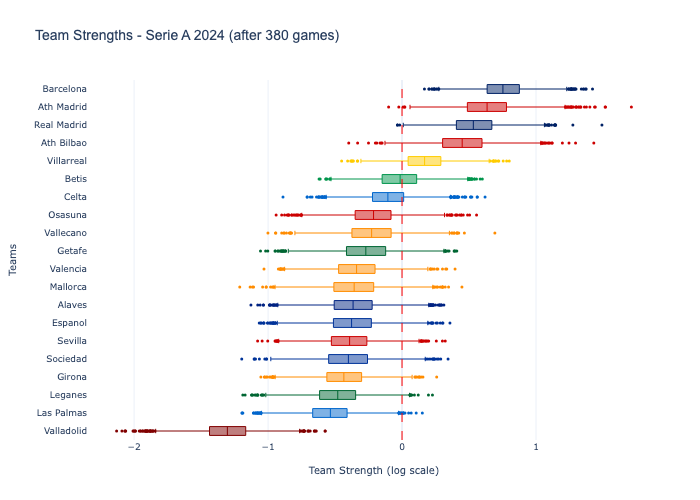 Team Strengths - Serie A 2024 (after 380 games)
Barcelona
Ath Madrid
Real Madrid
Ath Bilbao
Villarreal
Betis
Celta
Osasuna
Vallecano
Getafe
Valencia
Mallorca
Alaves
Espanol
Sevilla
Sociedad
Girona
Leganes
Las Palmas
Valladolid
Teams
−2
−1
0
1
Team Strength (log scale)